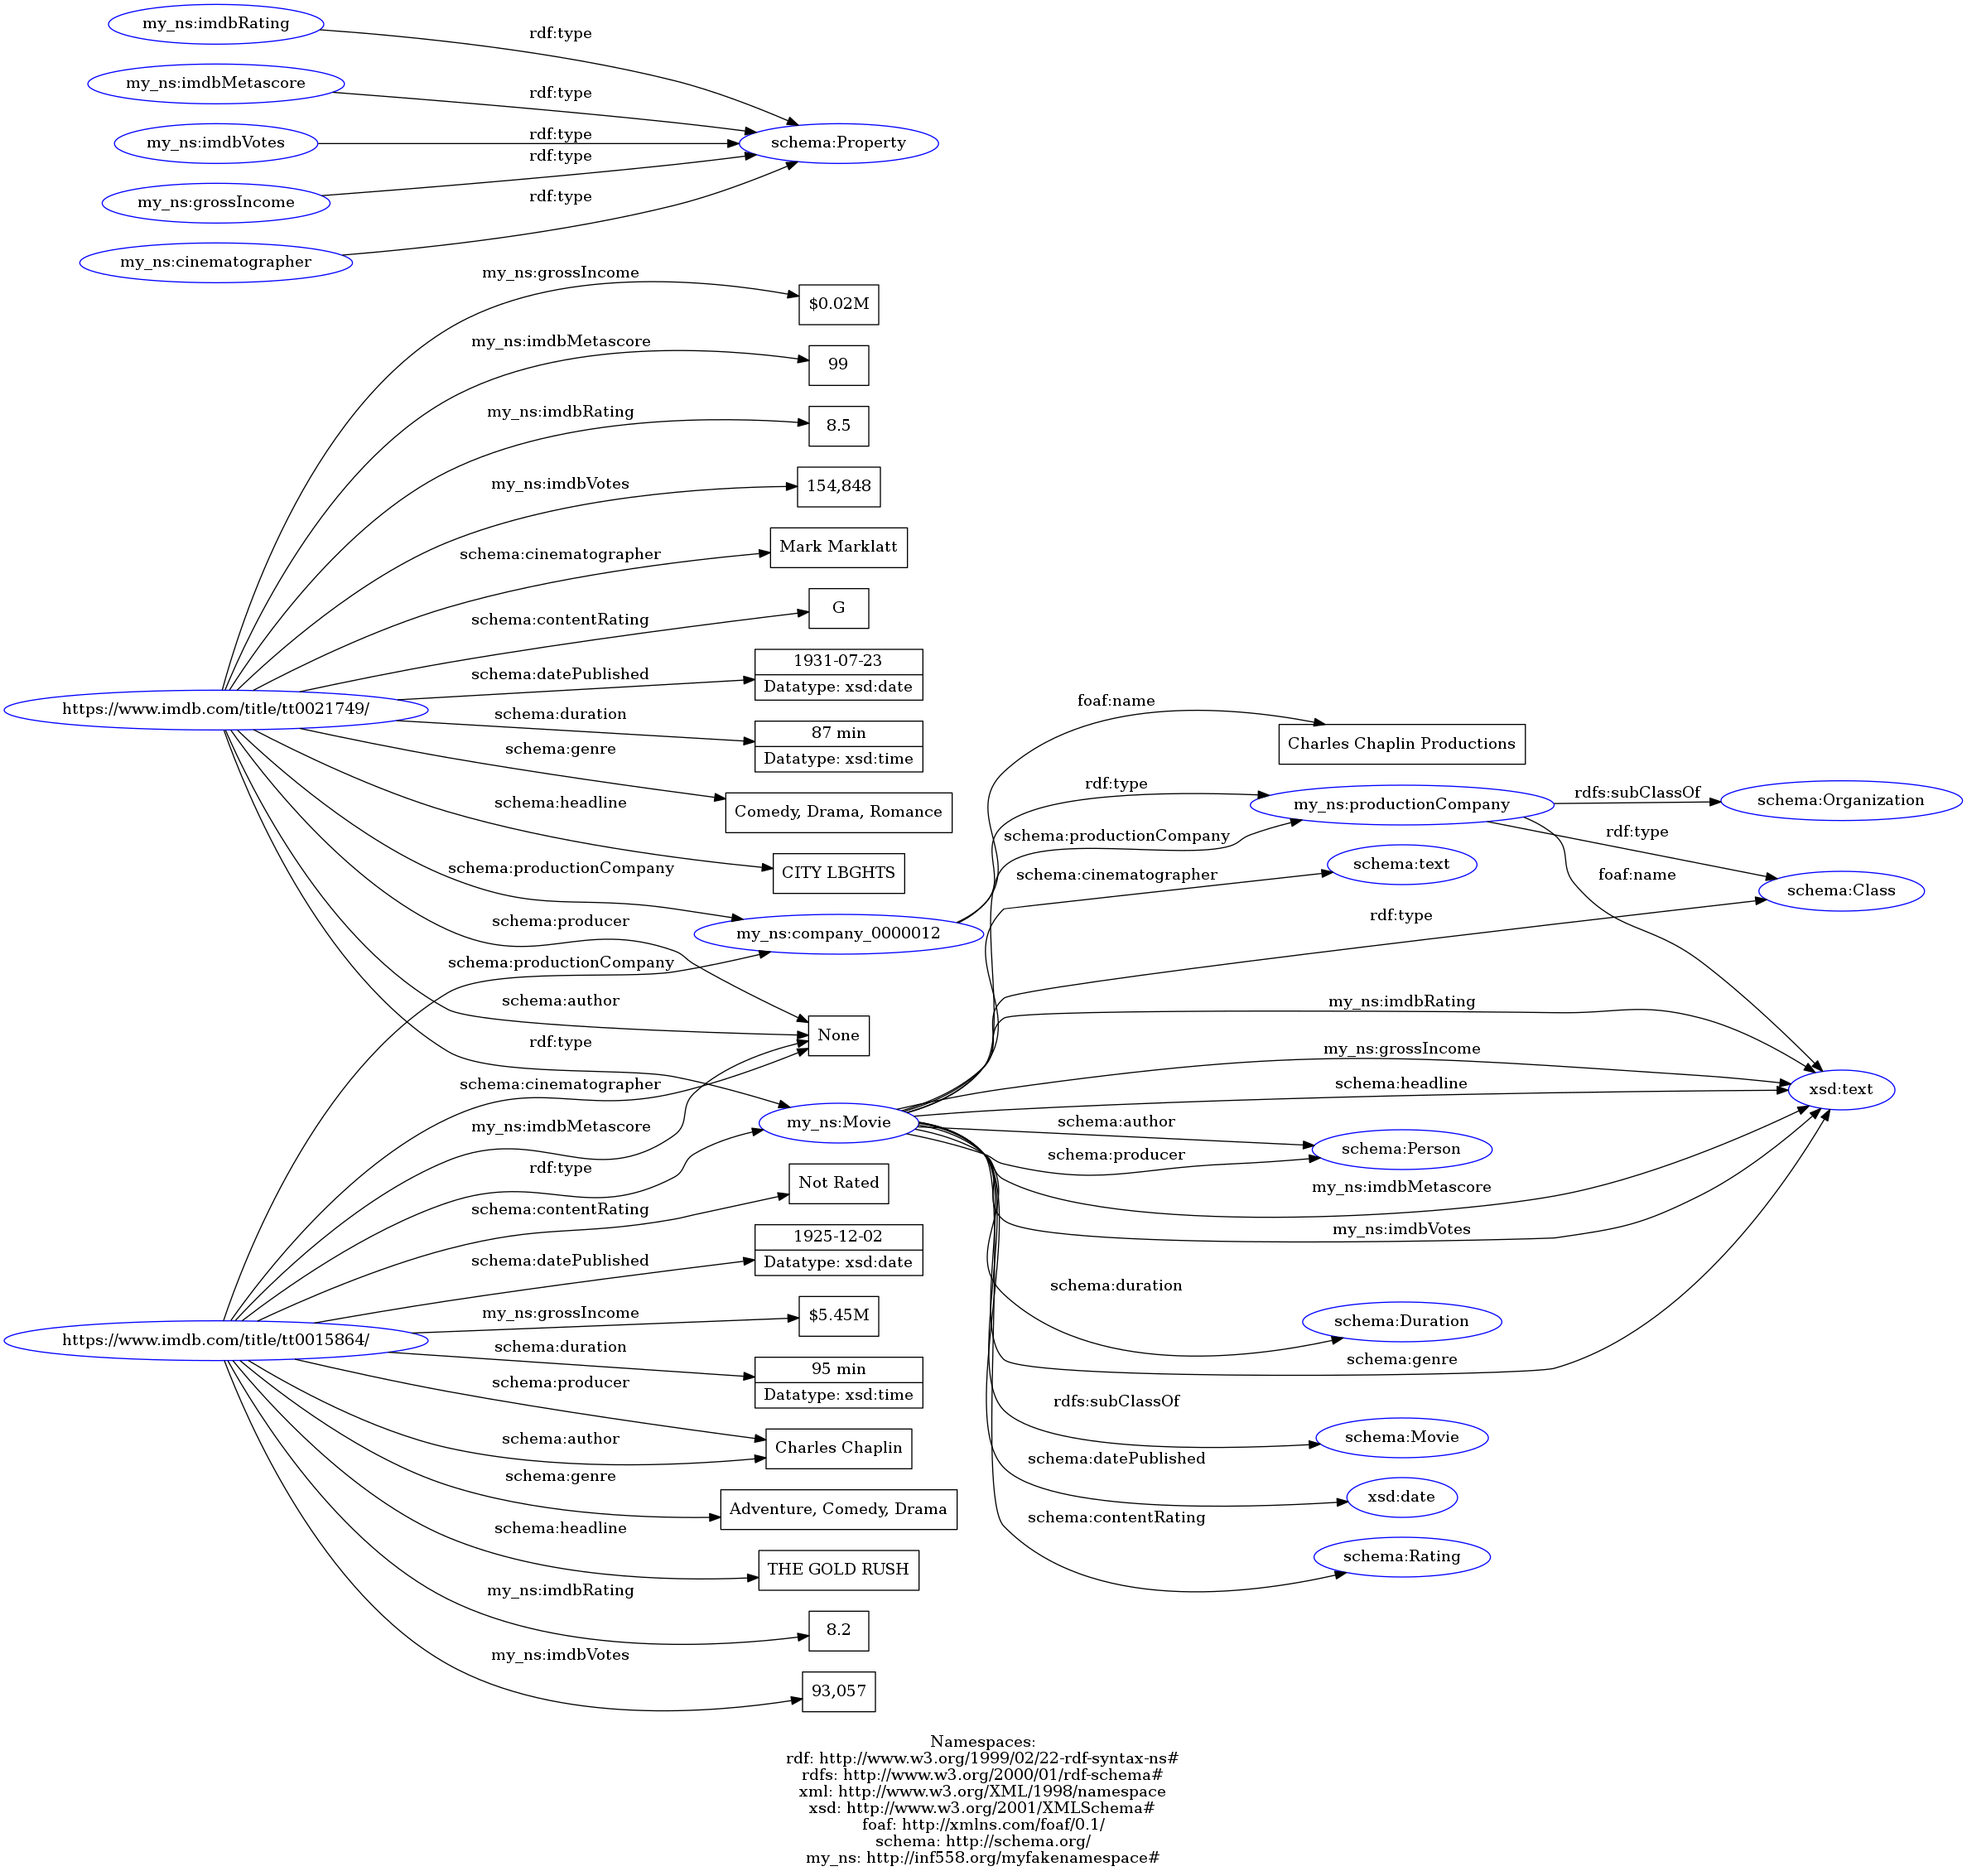 my_ns:imdbRating
rdf:type
my_ns:imdbMetascore
rdf:type
my_ns:imdbVotes
rdf:type
schema:Property
rdf:type
my_ns:grossIncome
rdf:type
my_ns:cinematographer
my_ns:grossIncome
$0.02M
my_ns:imdbMetascore
99
my_ns:imdbRating
8.5
my_ns:imdbVotes
154,848
schema:cinematographer
Mark Marklatt
schema:contentRating
G
schema:datePublished
1931-07-23
Datatype: xsd:date
https://www.imdb.com/title/tt0021749/
schema:duration
87 min
Datatype: xsd:time
schema:genre
Comedy, Drama, Romance
schema:headline
CITY LBGHTS
schema:productionCompany
my_ns:company_0000012
schema:producer
schema:productionCompany
schema:author
None
rdf:type
schema:cinematographer
my_ns:imdbMetascore
my_ns:Movie
rdf:type
schema:contentRating
Not Rated
schema:datePublished
1925-12-02
Datatype: xsd:date
my_ns:grossIncome
$5.45M
https://www.imdb.com/title/tt0015864/
schema:duration
95 min
Datatype: xsd:time
schema:producer
schema:author
Charles Chaplin
schema:genre
Adventure, Comedy, Drama
schema:headline
THE GOLD RUSH
my_ns:imdbRating
8.2
my_ns:imdbVotes
93,057
foaf:name
Charles Chaplin Productions
rdf:type
my_ns:productionCompany
rdfs:subClassOf
schema:Organization
schema:productionCompany
rdf:type
schema:cinematographer
schema:text
foaf:name
schema:Class
rdf:type
my_ns:imdbRating
my_ns:grossIncome
schema:headline
xsd:text
schema:author
schema:Person
schema:producer
my_ns:imdbMetascore
my_ns:imdbVotes
schema:duration
schema:Duration
schema:genre
rdfs:subClassOf
schema:Movie
schema:datePublished
xsd:date
schema:contentRating
schema:Rating
Namespaces:
rdf: http://www.w3.org/1999/02/22-rdf-syntax-ns#
rdfs: http://www.w3.org/2000/01/rdf-schema#
xml: http://www.w3.org/XML/1998/namespace
xsd: http://www.w3.org/2001/XMLSchema#
foaf: http://xmlns.com/foaf/0.1/
schema: http://schema.org/
my_ns: http://inf558.org/myfakenamespace#